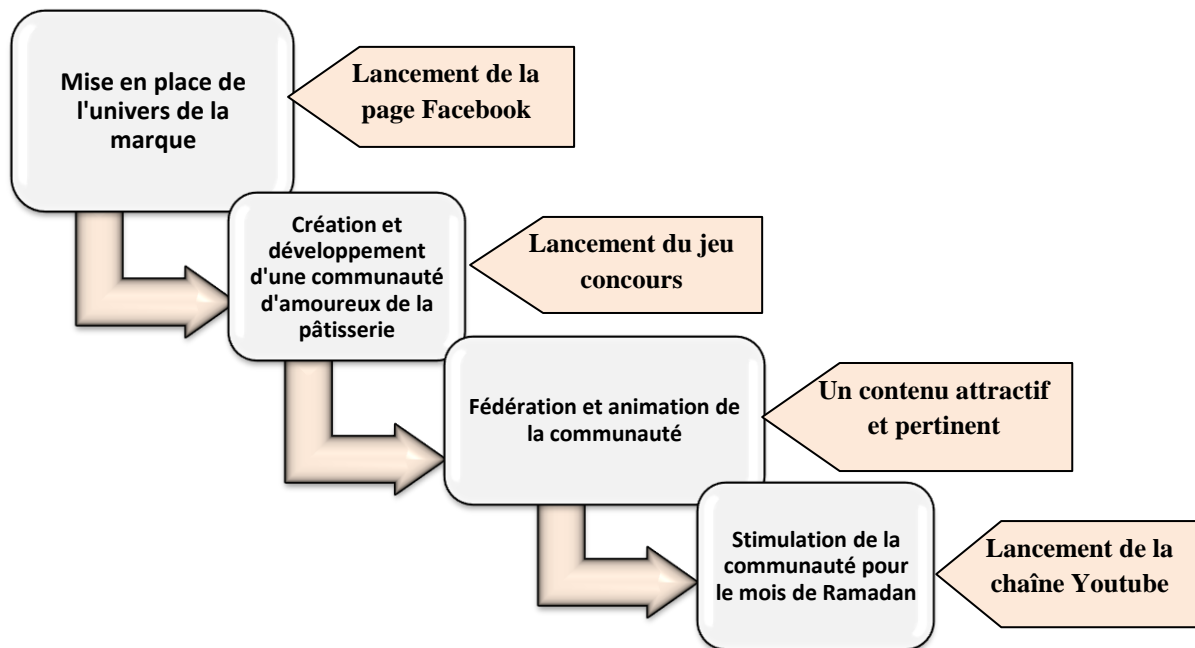 Mise en place de
l'univers de la
marque
Lancement de la
page Facebook
Création et
développement
d'une communauté
d'amoureux de la
pâtisserie
Lancement du jeu
concours
Fédération et animation de
la communauté
Un contenu attractif
et pertinent
Stimulation de la
communauté pour
le mois de Ramadan
Lancement de la
chaîne Youtube